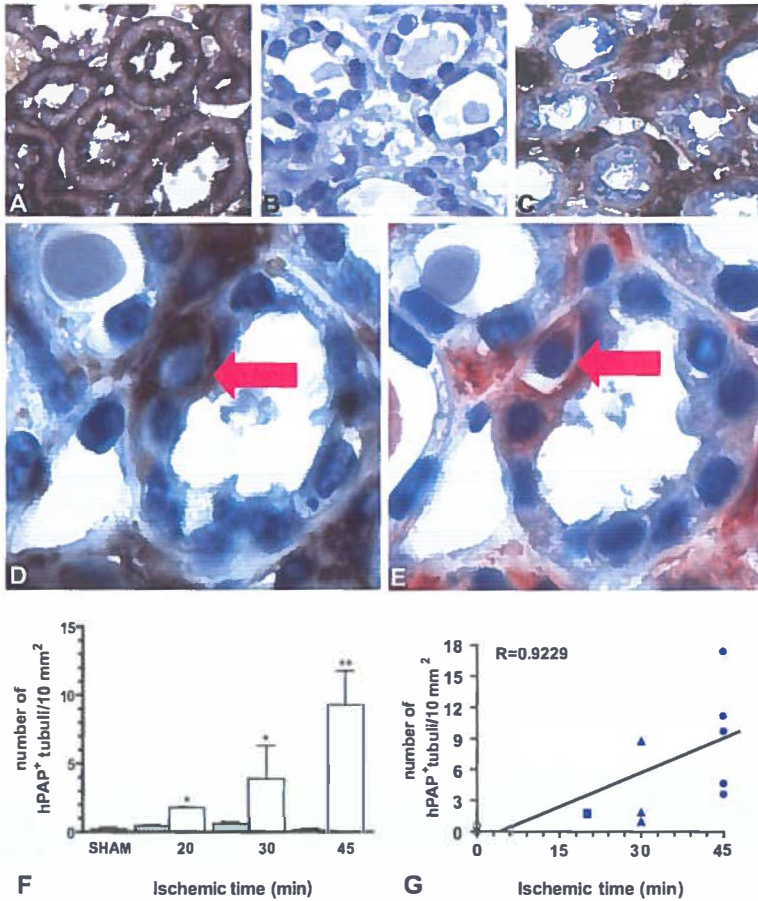 A
B
C
D
E
number of
hPAP⁺ tubuli/10 mm²
15
10
5
0
*
*
**
SHAM
20
30
45
F
Ischemic time (min)
R=0.9229
number of
hPAP⁺tubuli/10 mm²
18
15
12
9
6
3
0
0
15
30
45
G
Ischemic time (min)